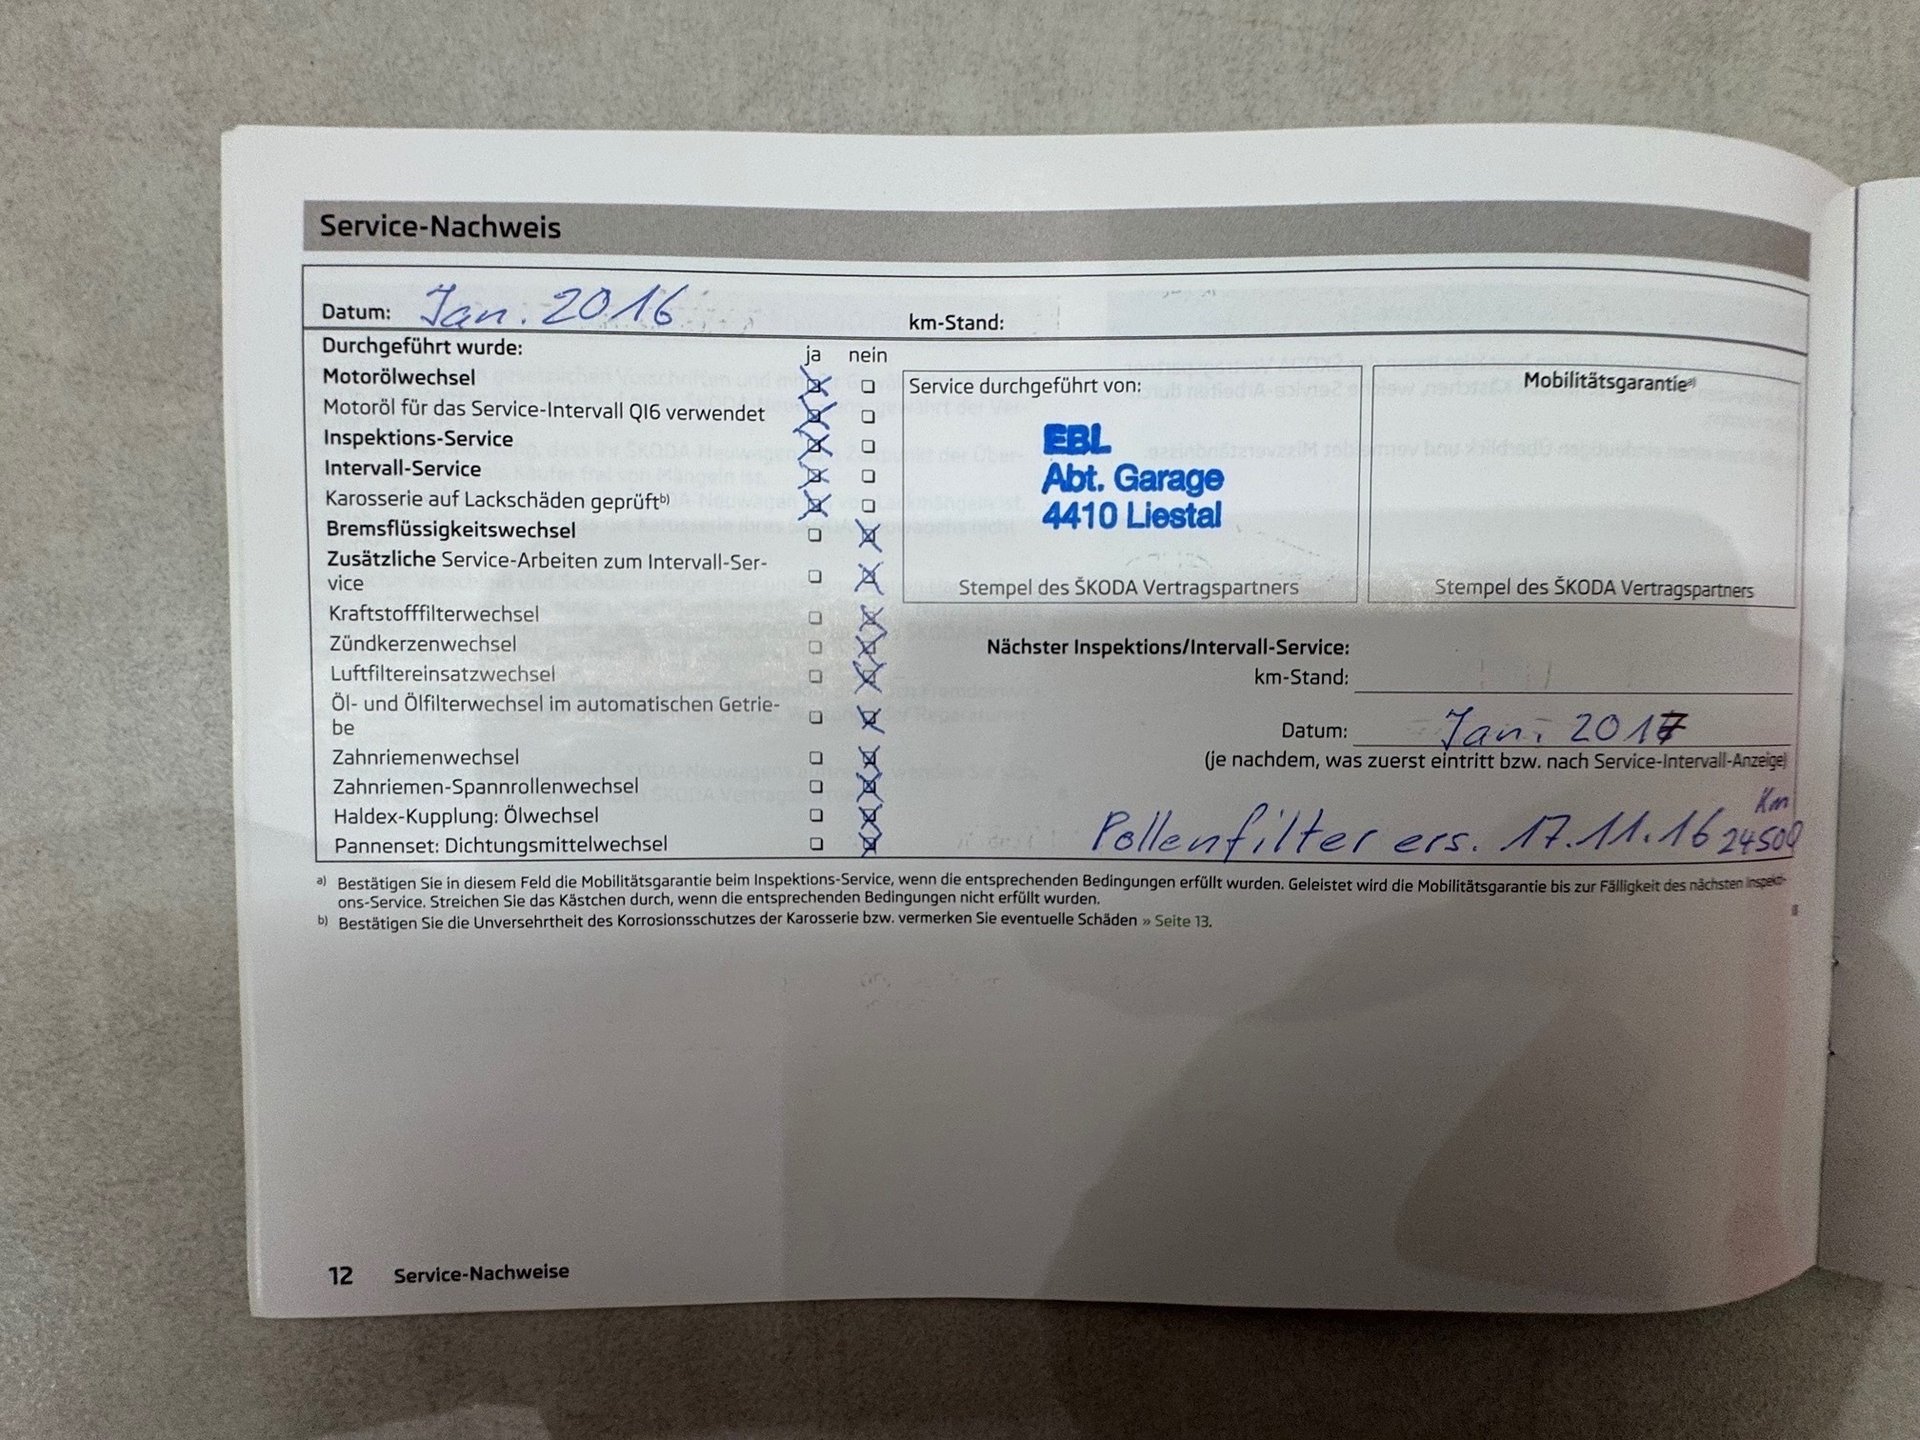 Service-Nachweis
Datum: Jan. 2016
km-Stand:
Durchgeführt wurde: ja nein
Motorölwechsel
Motoröl für das Service-Intervall QI6 verwendet
Inspektions-Service
Intervall-Service
Karosserie auf Lackschäden geprüft b)
Bremsflüssigkeitswechsel
Zusätzliche Service-Arbeiten zum Intervall-Ser-
vice
Kraftstofffilterwechsel
Zündkerzenwechsel
Luftfiltereinsatzwechsel
Öl- und Ölfilterwechsel im automatischen Getrie-
be
Zahnriemenwechsel
Zahnriemen-Spannrollenwechsel
Haldex-Kupplung: Ölwechsel
Pannenset: Dichtungsmittelwechsel
Service durchgeführt von:
EBL
Abt. Garage
4410 Liestal
Stempel des ŠKODA Vertragspartners
Mobilitätsgarantie a)
Stempel des ŠKODA Vertragspartners
Nächster Inspektions/Intervall-Service:
km-Stand:
Datum: Jan. 2017
(je nachdem, was zuerst eintritt bzw. nach Service-Intervall-Anzeige)
Pollenfilter ers. 17.11.16 Km 24500
a) Bestätigen Sie in diesem Feld die Mobilitätsgarantie beim Inspektions-Service, wenn die entsprechenden Bedingungen erfüllt wurden. Geleistet wird die Mobilitätsgarantie bis zur Fälligkeit des nächsten Inspekti-
ons-Service. Streichen Sie das Kästchen durch, wenn die entsprechenden Bedingungen nicht erfüllt wurden.
b) Bestätigen Sie die Unversehrtheit des Korrosionsschutzes der Karosserie bzw. vermerken Sie eventuelle Schäden » Seite 13.
12 Service-Nachweise